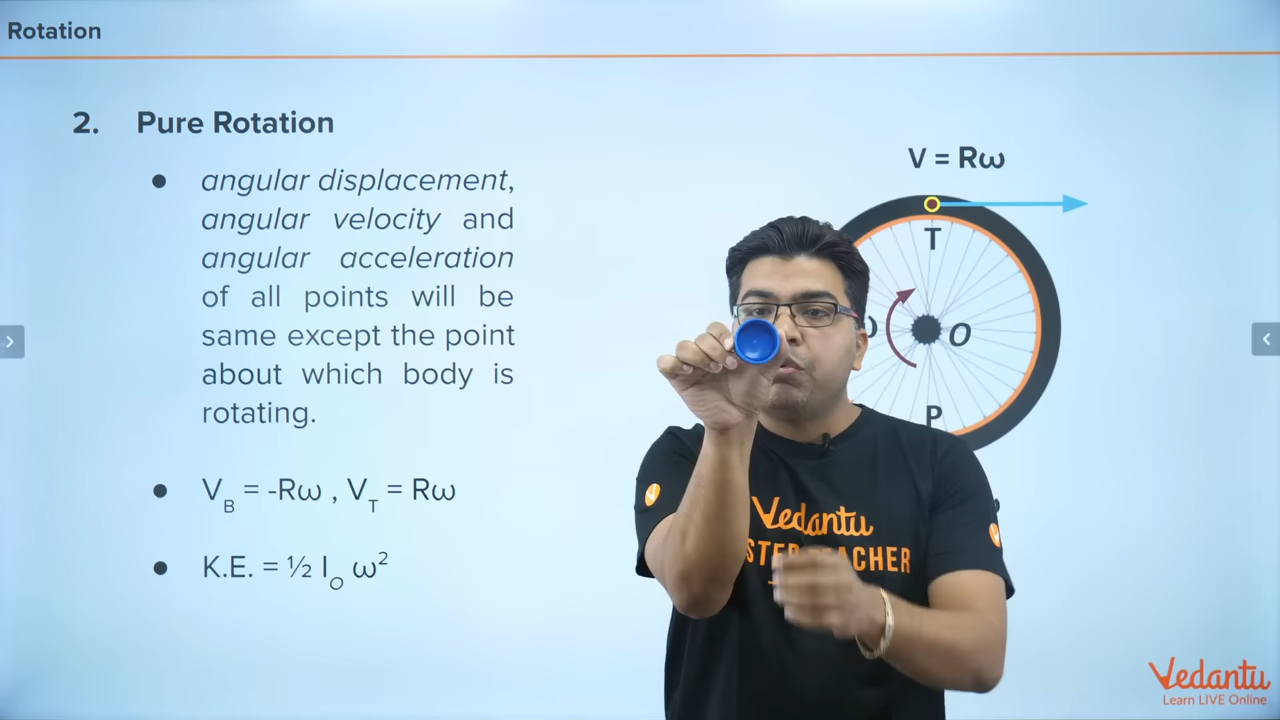 Rotation
2. Pure Rotation
● angular displacement,
angular velocity and
angular acceleration
of all points will be
same except the point
about which body is
rotating.
● V_B = -Rω , V_T = Rω
● K.E. = ½ I_O ω²
V = Rω
T
O
P
Vedantu
Vedantu
Learn LIVE Online